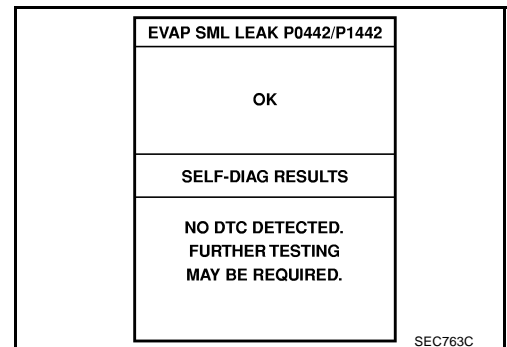 EVAP SML LEAK P0442/P1442
OK
SELF-DIAG RESULTS
NO DTC DETECTED.
FURTHER TESTING
MAY BE REQUIRED.
SEC763C